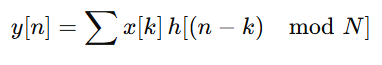 y[n] = ∑ x[k] h[(n − k) mod N]